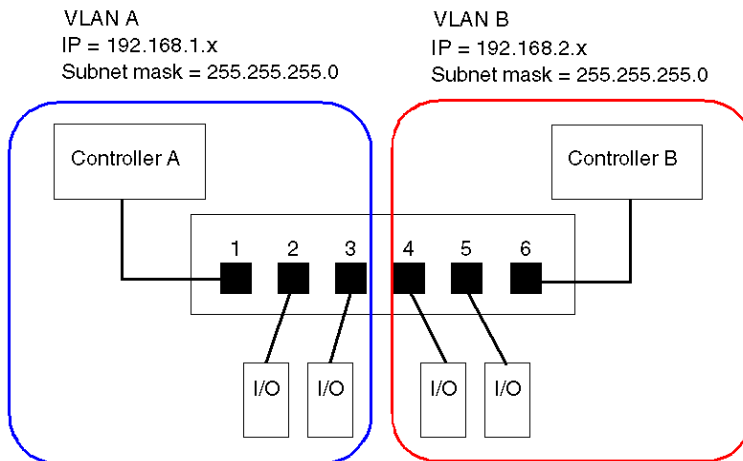 VLAN A
IP = 192.168.1.x
Subnet mask = 255.255.255.0
VLAN B
IP = 192.168.2.x
Subnet mask = 255.255.255.0
Controller A
Controller B
1 2 3 4 5 6
I/O I/O I/O I/O